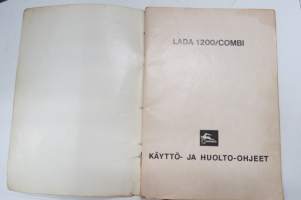 LADA 1200/COMBI
KÄYTTÖ- JA HUOLTO-OHJEET